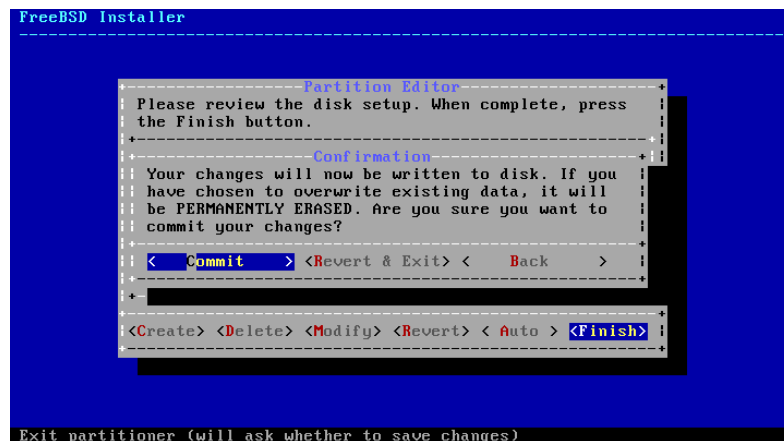 FreeBSD Installer
Partition Editor
Please review the disk setup. When complete, press
the Finish button.
Confirmation
Your changes will now be written to disk. If you
have chosen to overwrite existing data, it will
be PERMANENTLY ERASED. Are you sure you want to
commit your changes?
< Commit > <Revert & Exit> < Back >
<Create> <Delete> <Modify> <Revert> < Auto > <Finish>
Exit partitioner (will ask whether to save changes)